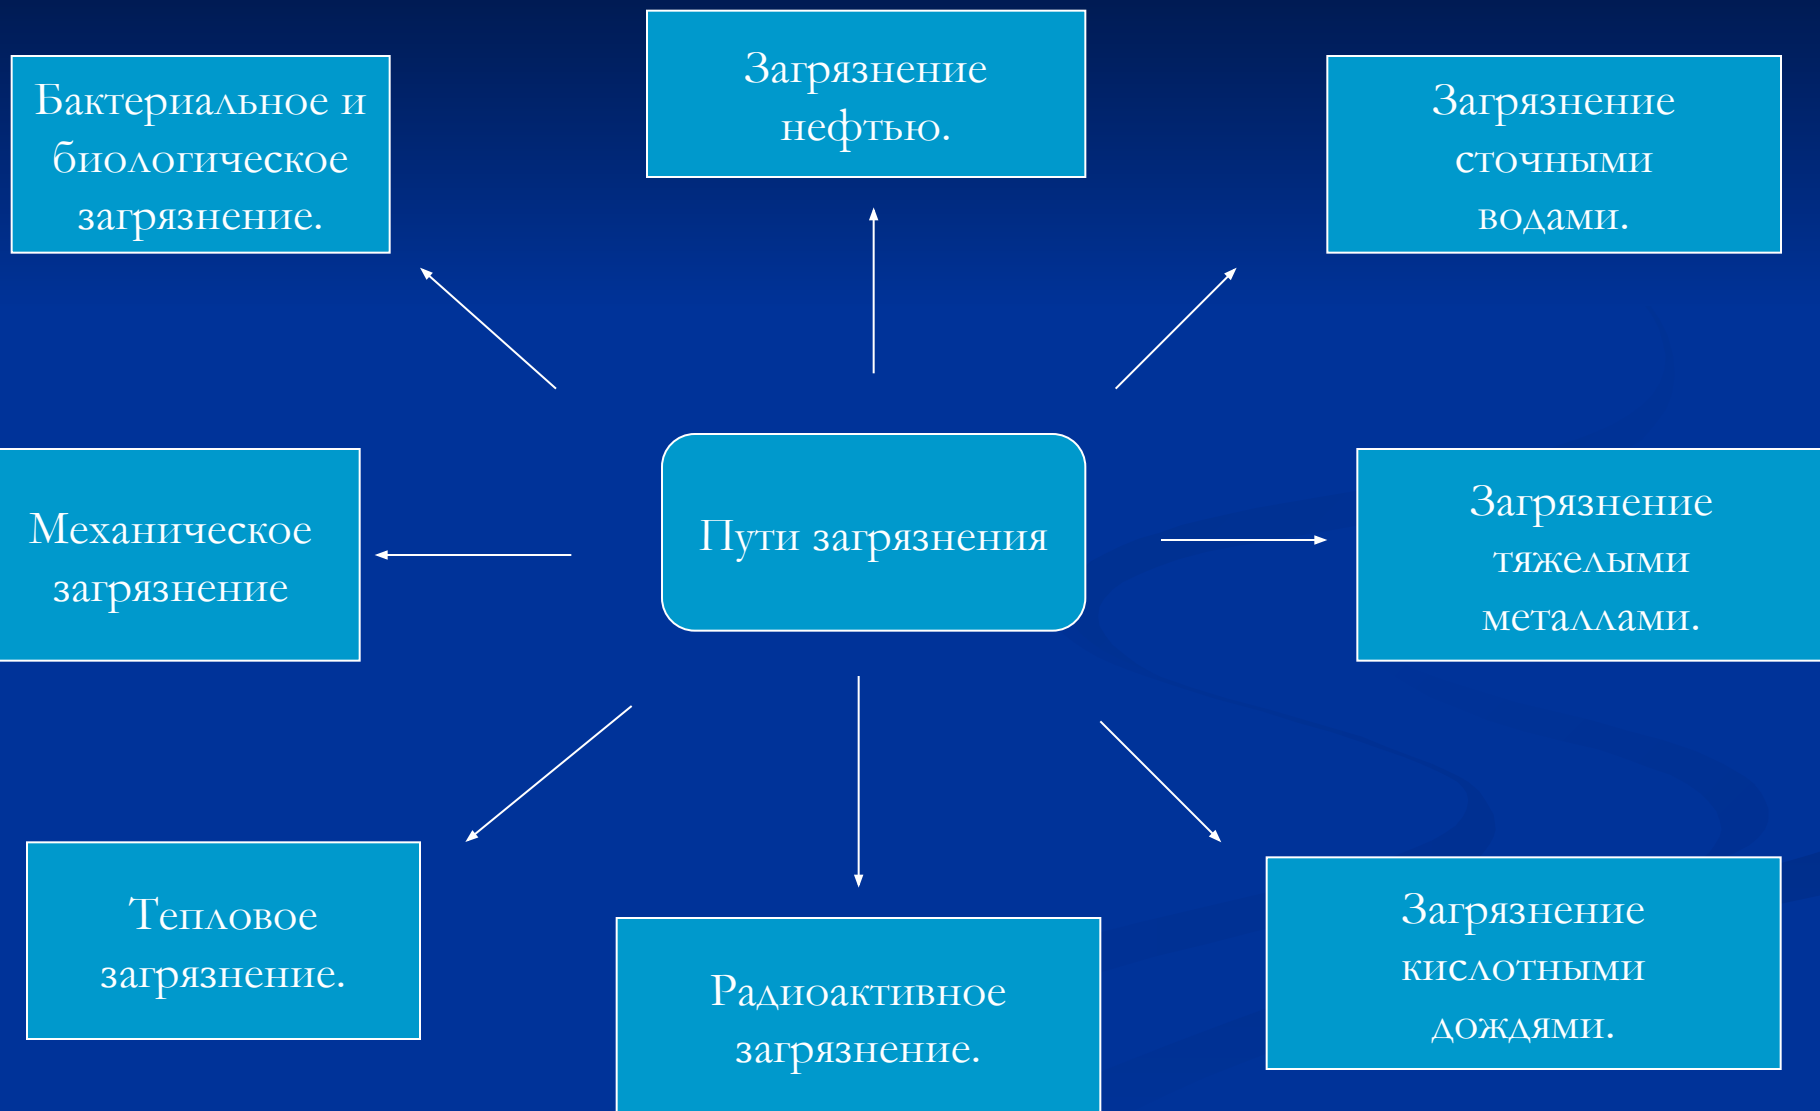 Бактериальное и
биологическое
загрязнение.
Загрязнение
нефтью.
Загрязнение
сточными
водами.
Механическое
загрязнение
Пути загрязнения
Загрязнение
тяжелыми
металлами.
Тепловое
загрязнение.
Радиоактивное
загрязнение.
Загрязнение
кислотными
дождями.